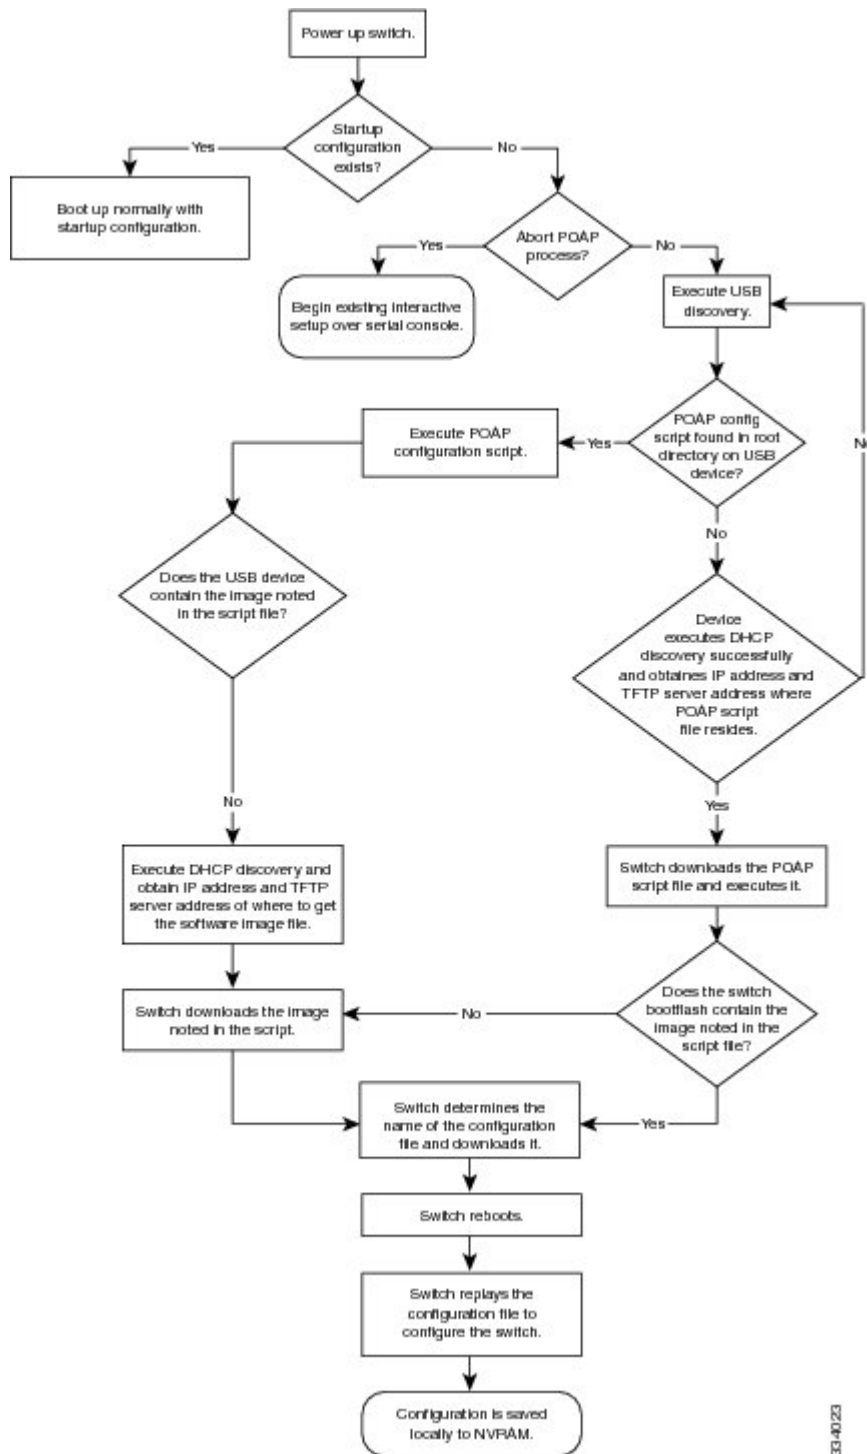 Power up switch.
Startup
configuration
exists?
Yes
No
Boot up normally with
startup configuration.
Abort POAP
process?
Yes
No
Begin existing interactive
setup over serial console.
Execute USB
discovery.
POAP config
script found in root
directory on USB
device?
Yes
No
No
Execute POAP
configuration script.
Does the USB device
contain the image noted
in the script file?
No
Device
executes DHCP
discovery successfully
and obtaines IP address and
TFTP server address where
POAP script
file resides.
Yes
Execute DHCP discovery and
obtain IP address and TFTP
server address of where to get
the software image file.
Switch downloads the POAP
script file and executes it.
Switch downloads the image
noted in the script.
No
Does the switch
bootflash contain the
image noted in the
script file?
Yes
Switch determines the
name of the configuration
file and downloads it.
Switch reboots.
Switch replays the
configuration file to
configure the switch.
Configuration is saved
locally to NVRAM.
334023